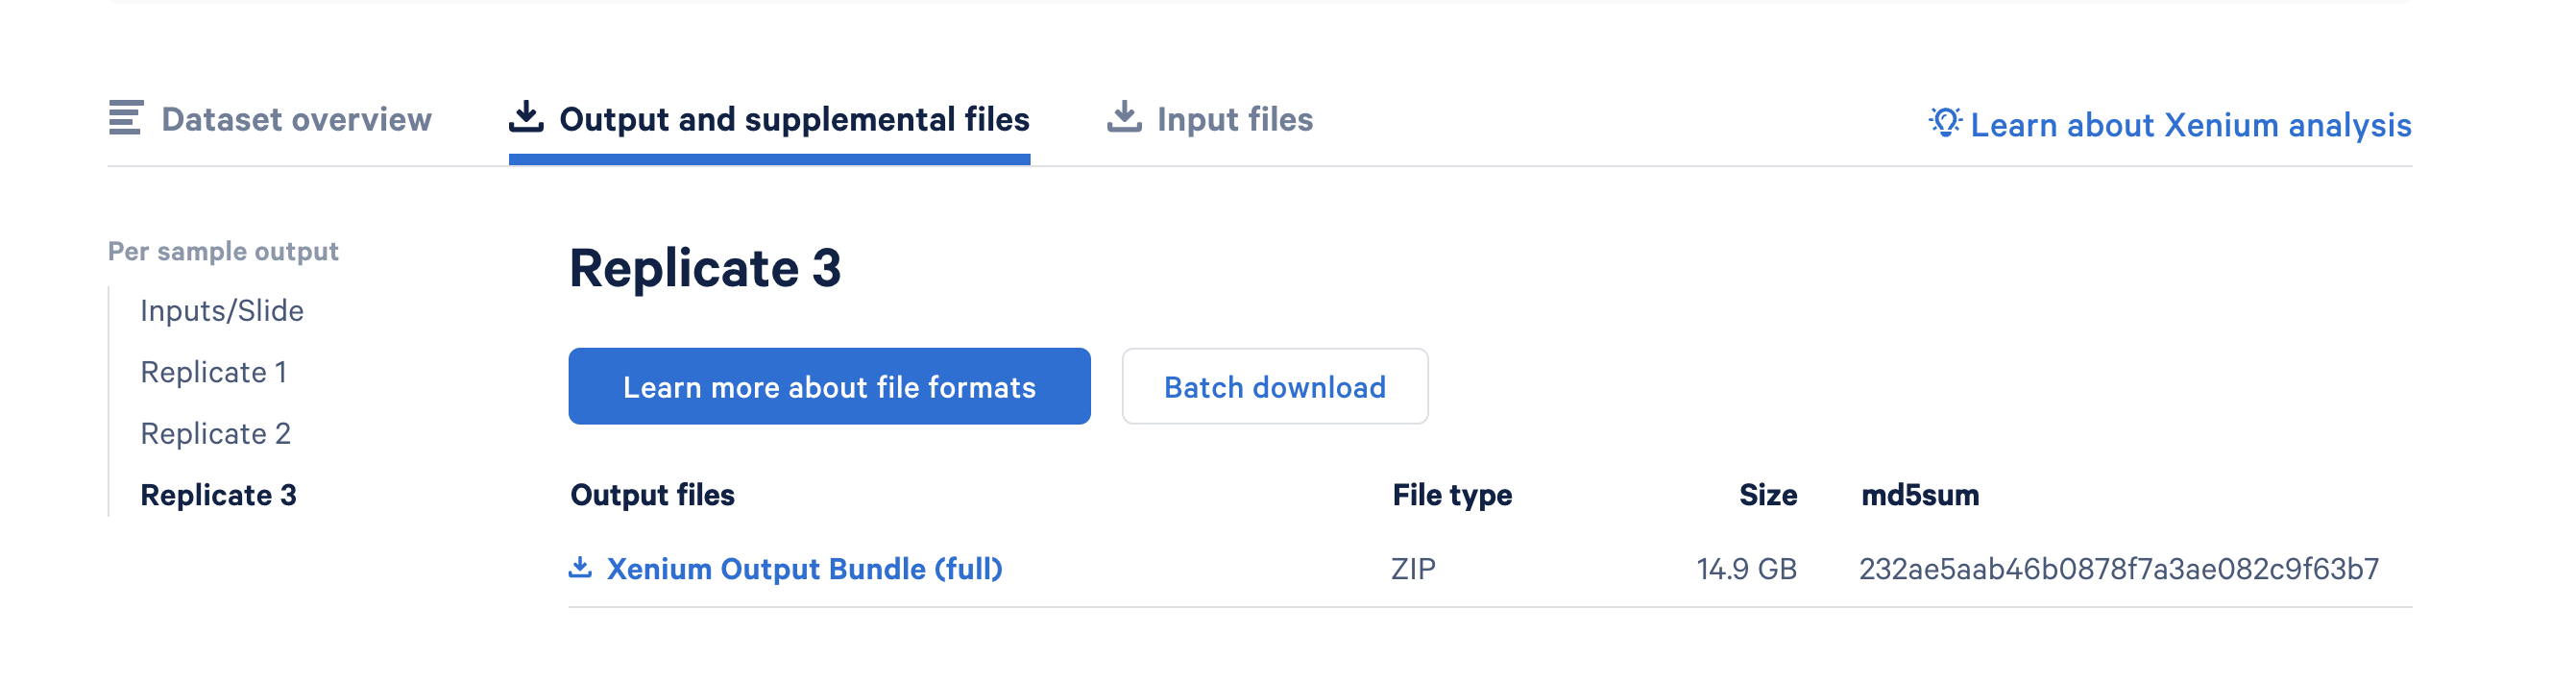 Dataset overview
Output and supplemental files
Input files
Learn about Xenium analysis
Per sample output
Inputs/Slide
Replicate 1
Replicate 2
Replicate 3
Replicate 3
Learn more about file formats
Batch download
Output files File type Size md5sum
Xenium Output Bundle (full) ZIP 14.9 GB 232ae5aab46b0878f7a3ae082c9f63b7